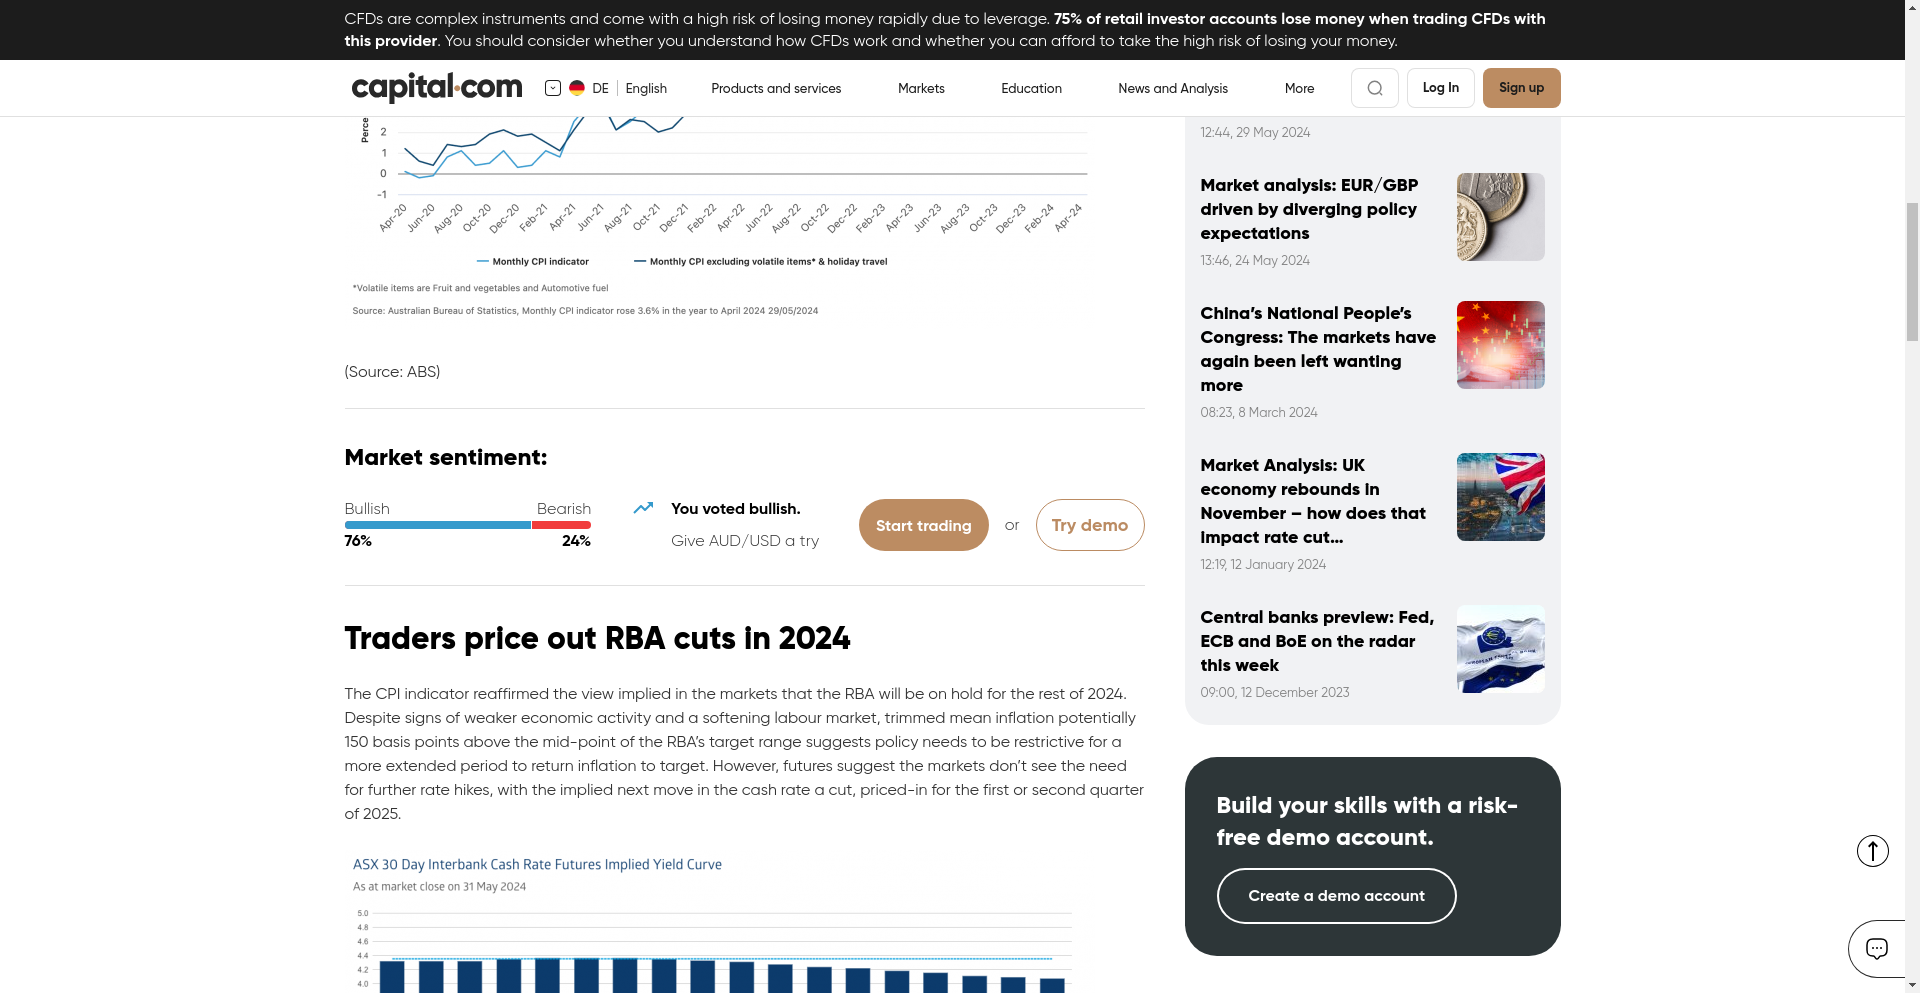 CFDs are complex instruments and come with a high risk of losing money rapidly due to leverage. 75% of retail investor accounts lose money when trading CFDs with
this provider. You should consider whether you understand how CFDs work and whether you can afford to take the high risk of losing your money.
capital.com
DE
English
Products and services
Markets
Education
News and Analysis
More
Log In
Sign up
Perce
2
1
0
-1
Apr-20
Jun-20
Aug-20
Oct-20
Dec-20
Feb-21
Apr-21
Jun-21
Aug-21
Oct-21
Dec-21
Feb-22
Apr-22
Jun-22
Aug-22
Oct-22
Dec-22
Feb-23
Apr-23
Jun-23
Aug-23
Oct-23
Dec-23
Feb-24
Apr-24
Monthly CPI indicator
Monthly CPI excluding volatile items* & holiday travel
*Volatile items are Fruit and vegetables and Automotive fuel
Source: Australian Bureau of Statistics, Monthly CPI indicator rose 3.6% in the year to April 2024 29/05/2024
(Source: ABS)
Market sentiment:
Bullish
Bearish
76%
24%
You voted bullish.
Give AUD/USD a try
Start trading
or
Try demo
Traders price out RBA cuts in 2024
The CPI indicator reaffirmed the view implied in the markets that the RBA will be on hold for the rest of 2024.
Despite signs of weaker economic activity and a softening labour market, trimmed mean inflation potentially
150 basis points above the mid-point of the RBA’s target range suggests policy needs to be restrictive for a
more extended period to return inflation to target. However, futures suggest the markets don’t see the need
for further rate hikes, with the implied next move in the cash rate a cut, priced-in for the first or second quarter
of 2025.
ASX 30 Day Interbank Cash Rate Futures Implied Yield Curve
As at market close on 31 May 2024
5.0
4.8
4.6
4.4
4.2
4.0
12:44, 29 May 2024
Market analysis: EUR/GBP
driven by diverging policy
expectations
13:46, 24 May 2024
China’s National People’s
Congress: The markets have
again been left wanting
more
08:23, 8 March 2024
Market Analysis: UK
economy rebounds in
November – how does that
impact rate cut...
12:19, 12 January 2024
Central banks preview: Fed,
ECB and BoE on the radar
this week
09:00, 12 December 2023
Build your skills with a risk-
free demo account.
Create a demo account